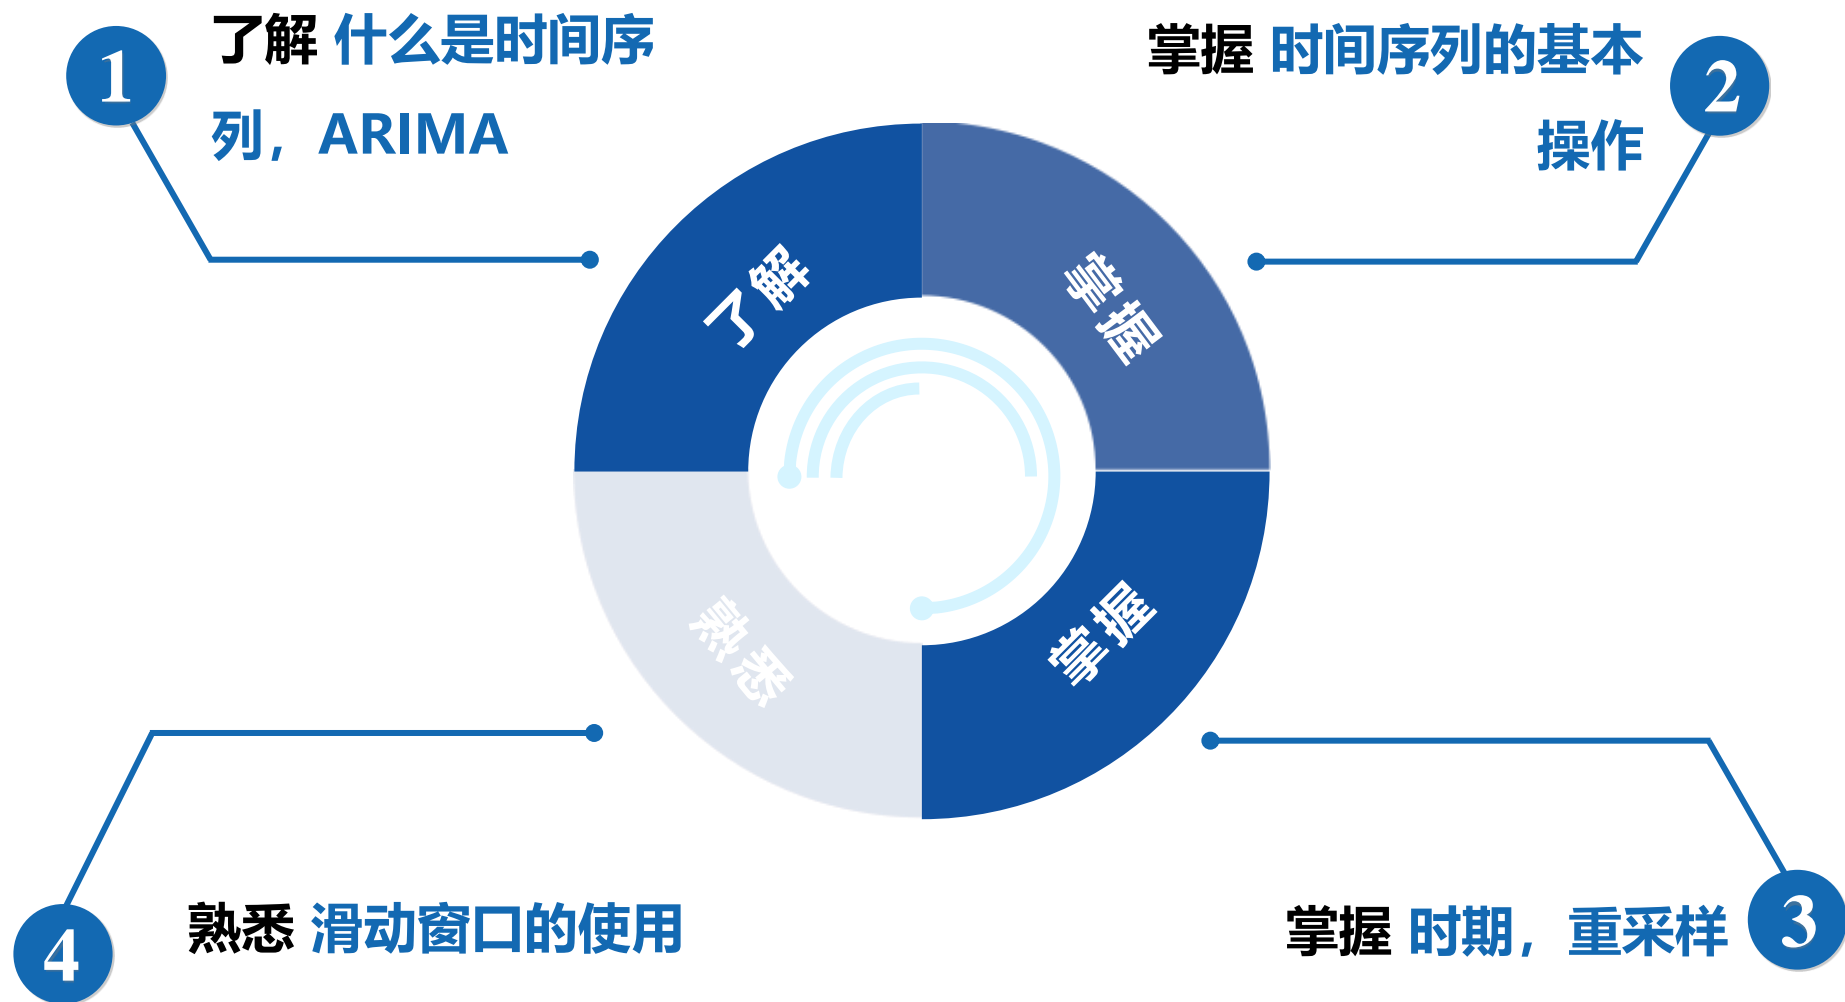 1
了解 什么是时间序
列，ARIMA
掌握 时间序列的基本
操作
2
了解
掌握
熟悉
掌握
4
熟悉 滑动窗口的使用
掌握 时期，重采样
3